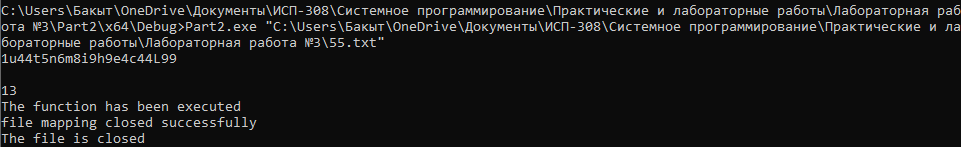 C:\Users\Бакыт\OneDrive\Документы\ИСП-308\Системное программирование\Практические и лабораторные работы\Лабораторная раб
ота №3\Part2\x64\Debug>Part2.exe "C:\Users\Бакыт\OneDrive\Документы\ИСП-308\Системное программирование\Практические и ла
бораторные работы\Лабораторная работа №3\55.txt"
1u44t5n6m8i9h9e4c44L99
13
The function has been executed
file mapping closed successfully
The file is closed